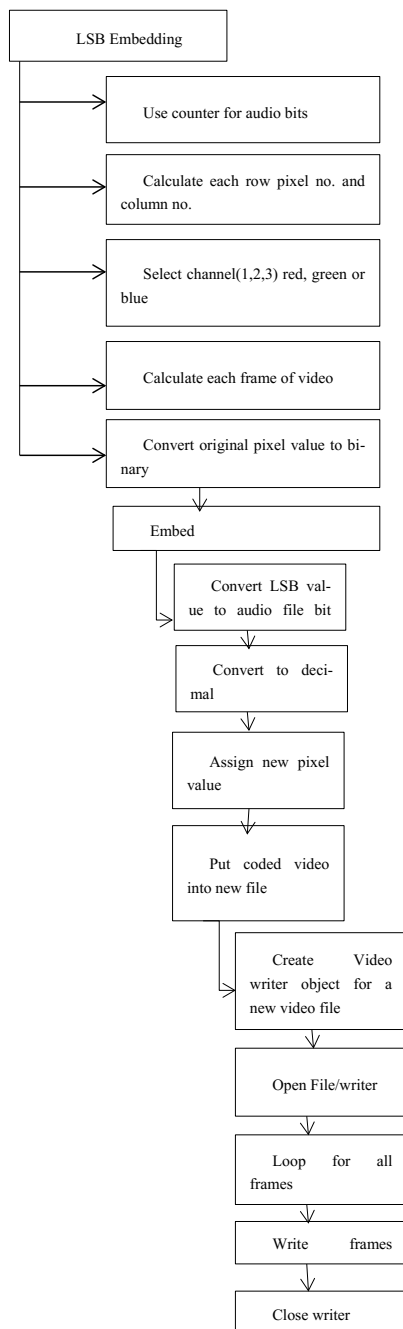 LSB Embedding
Use counter for audio bits
Calculate each row pixel no. and
column no.
Select channel(1,2,3) red, green or
blue
Calculate each frame of video
Convert original pixel value to bi-
nary
Embed
Convert LSB val-
ue to audio file bit
Convert to deci-
mal
Assign new pixel
value
Put coded video
into new file
Create Video
writer object for a
new video file
Open File/writer
Loop for all
frames
Write frames
Close writer